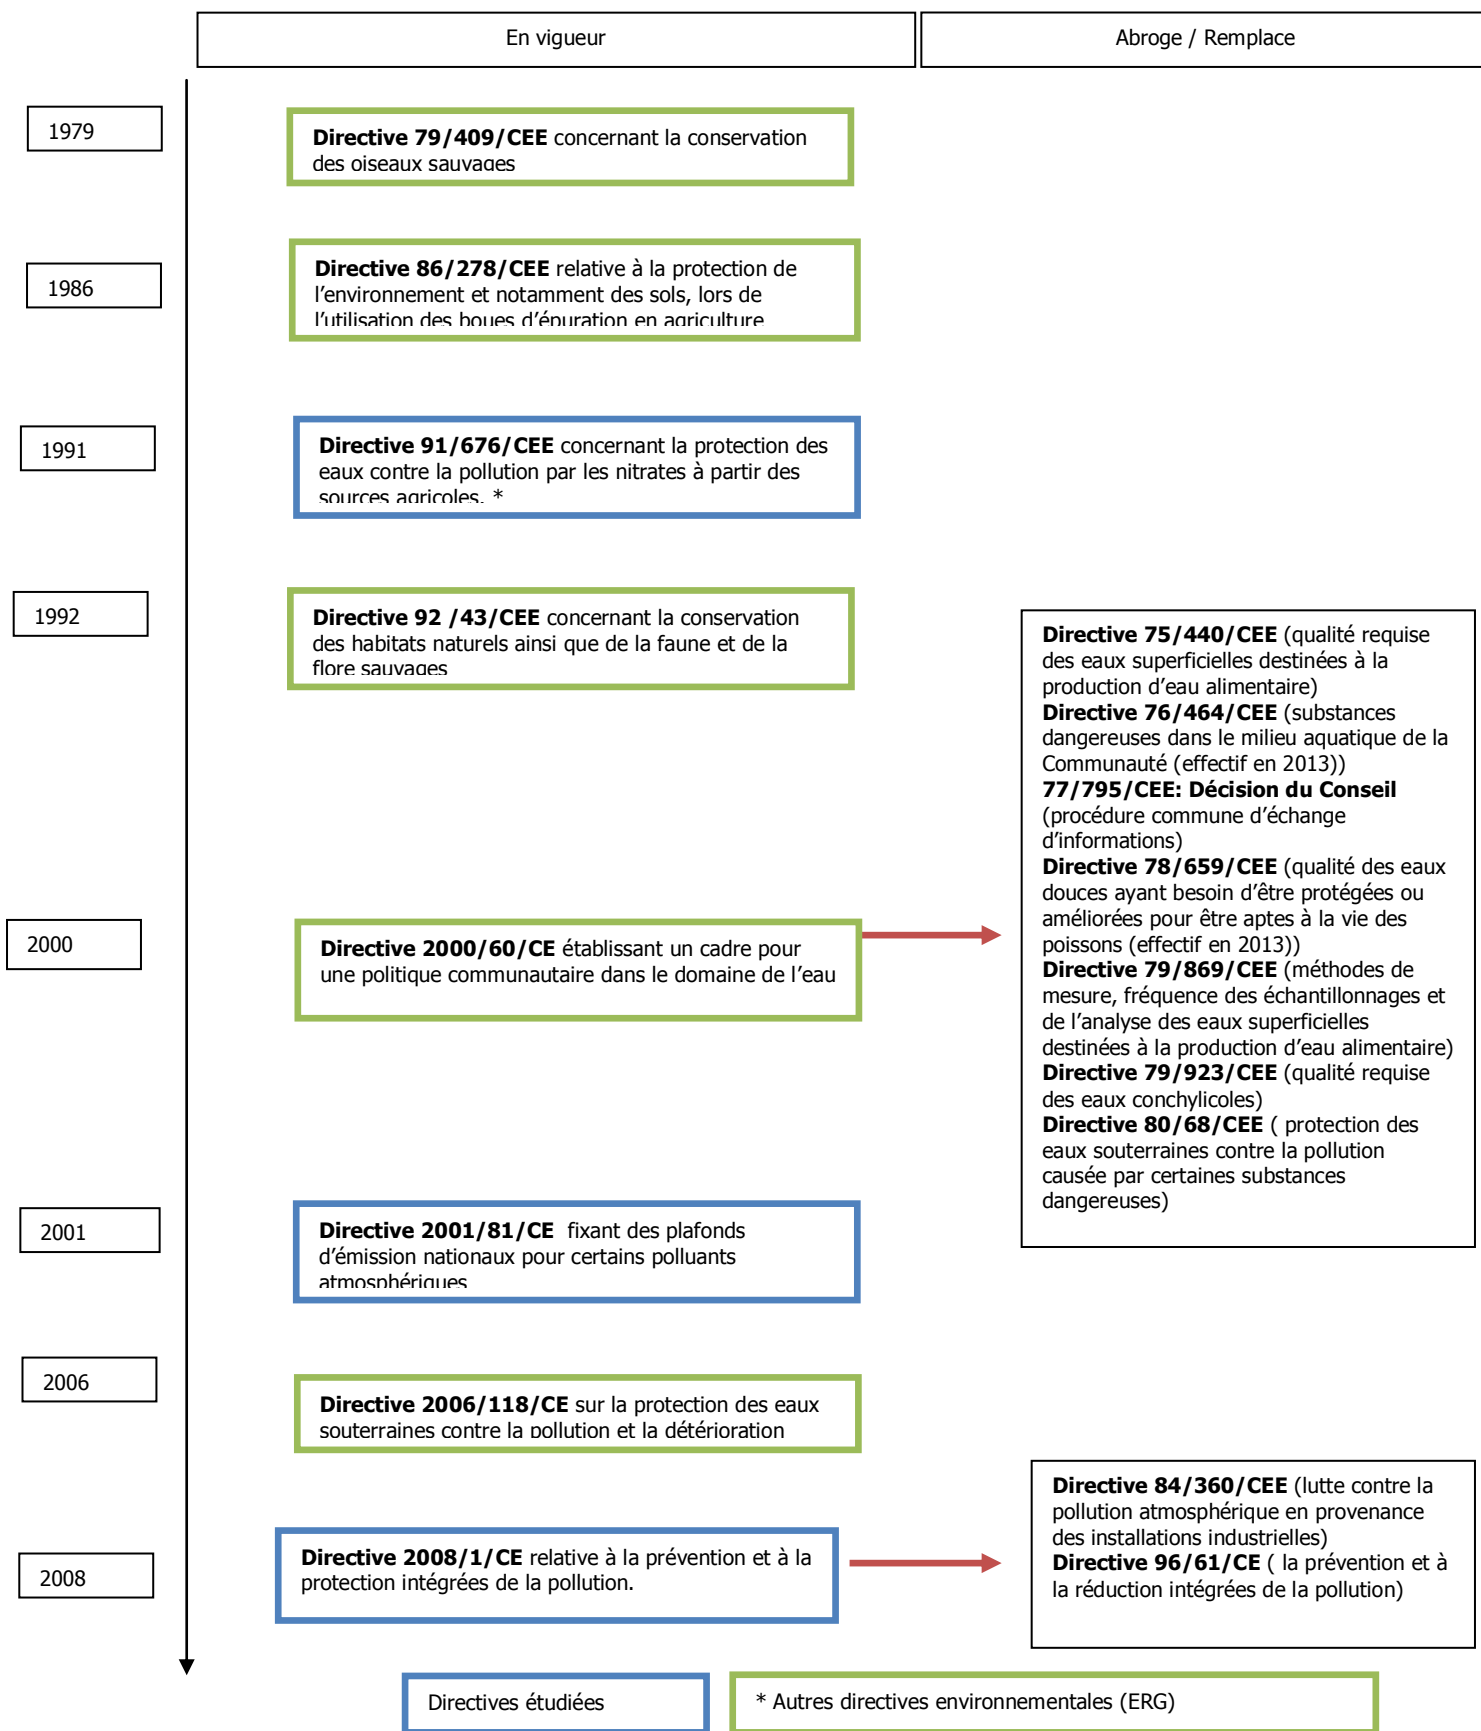 En vigueur
Abroge / Remplace
1979
Directive 79/409/CEE concernant la conservation
des oiseaux sauvages
1986
Directive 86/278/CEE relative à la protection de
l’environnement et notamment des sols, lors de
l’utilisation des boues d’épuration en agriculture
1991
Directive 91/676/CEE concernant la protection des
eaux contre la pollution par les nitrates à partir des
sources agricoles. *
1992
Directive 92 /43/CEE concernant la conservation
des habitats naturels ainsi que de la faune et de la
flore sauvages
2000
Directive 2000/60/CE établissant un cadre pour
une politique communautaire dans le domaine de l’eau
Directive 75/440/CEE (qualité requise
des eaux superficielles destinées à la
production d’eau alimentaire)
Directive 76/464/CEE (substances
dangereuses dans le milieu aquatique de la
Communauté (effectif en 2013))
77/795/CEE: Décision du Conseil
(procédure commune d’échange
d’informations)
Directive 78/659/CEE (qualité des eaux
douces ayant besoin d’être protégées ou
améliorées pour être aptes à la vie des
poissons (effectif en 2013))
Directive 79/869/CEE (méthodes de
mesure, fréquence des échantillonnages et
de l’analyse des eaux superficielles
destinées à la production d’eau alimentaire)
Directive 79/923/CEE (qualité requise
des eaux conchylicoles)
Directive 80/68/CEE ( protection des
eaux souterraines contre la pollution
causée par certaines substances
dangereuses)
2001
Directive 2001/81/CE  fixant des plafonds
d’émission nationaux pour certains polluants
atmosphériques
2006
Directive 2006/118/CE sur la protection des eaux
souterraines contre la pollution et la détérioration
2008
Directive 2008/1/CE relative à la prévention et à la
protection intégrées de la pollution.
Directive 84/360/CEE (lutte contre la
pollution atmosphérique en provenance
des installations industrielles)
Directive 96/61/CE ( la prévention et à
la réduction intégrées de la pollution)
Directives étudiées
* Autres directives environnementales (ERG)